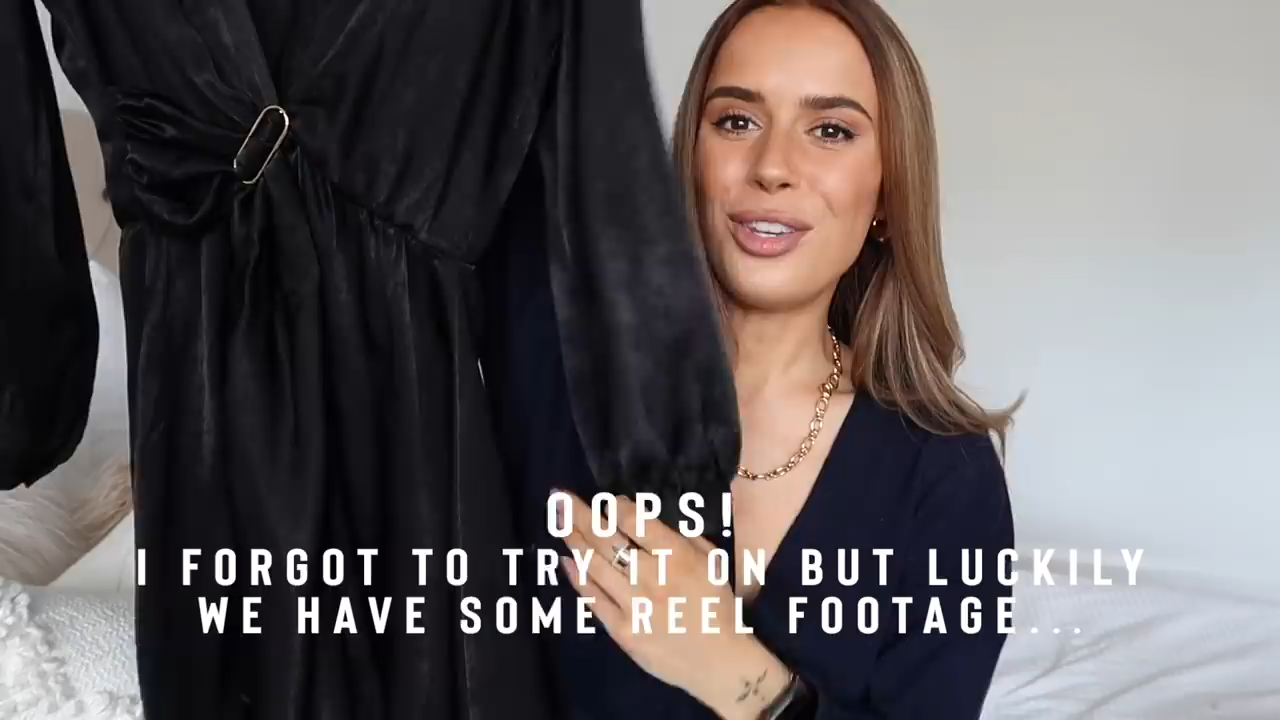 OOPS!
I FORGOT TO TRY IT ON BUT LUCKILY
WE HAVE SOME REEL FOOTAGE...